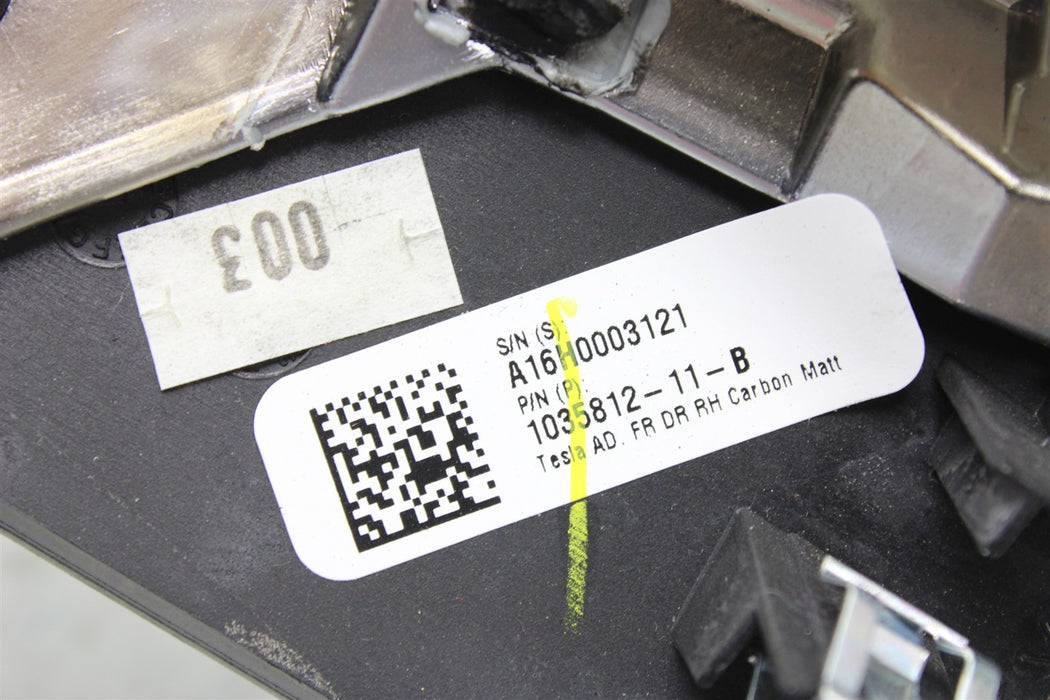 003
S/N (S):
A16H0003121
P/N (P):
1035812-11-B
Tesla AD. FR DR RH Carbon Matt